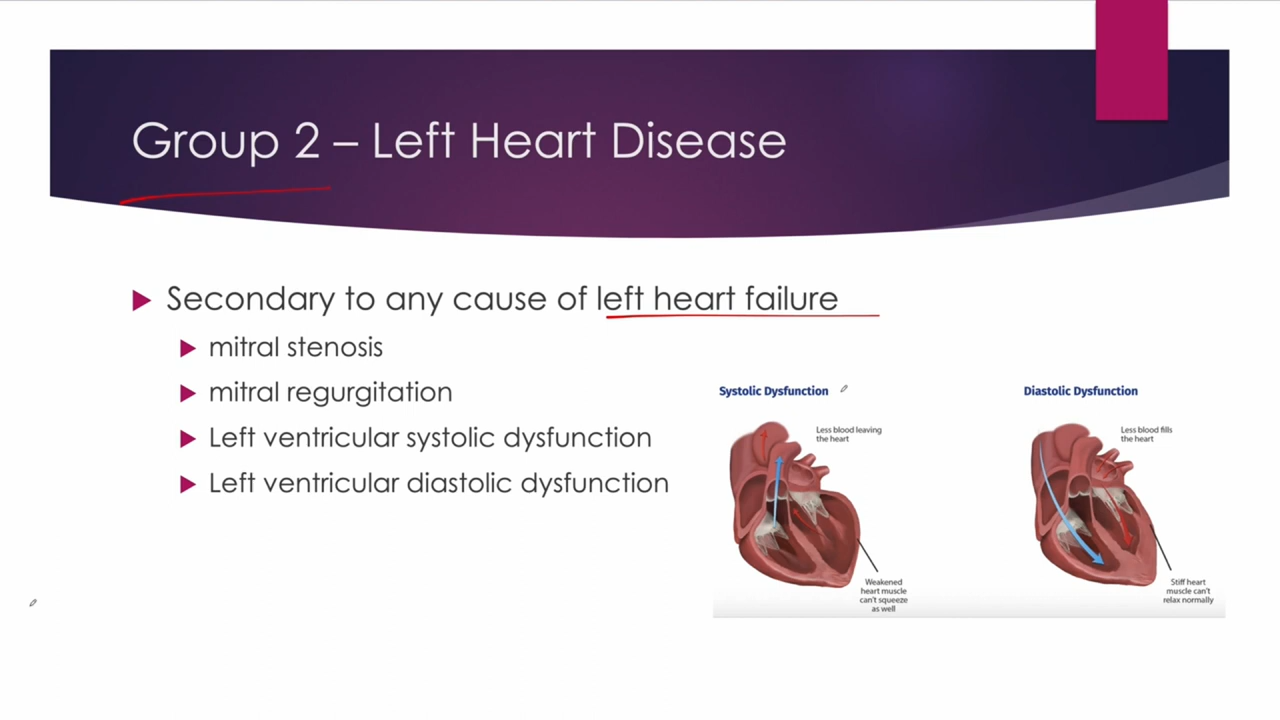 Group 2 – Left Heart Disease
Secondary to any cause of left heart failure
mitral stenosis
mitral regurgitation
Left ventricular systolic dysfunction
Left ventricular diastolic dysfunction
Systolic Dysfunction
Less blood leaving
the heart
Weakened
heart muscle
can't squeeze
as well
Diastolic Dysfunction
Less blood fills
the heart
Stiff heart
muscle can't
relax normally